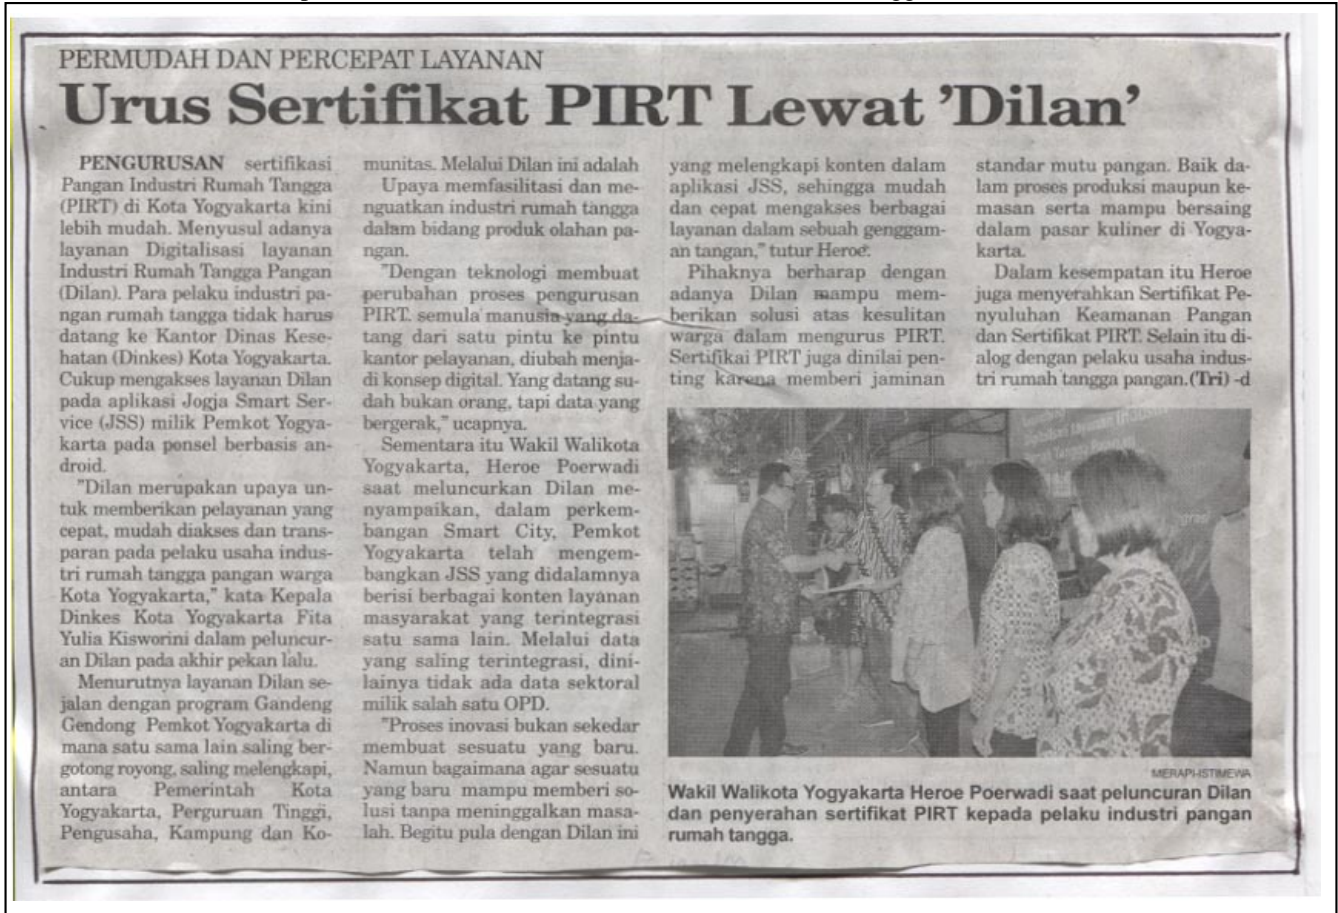 PERMUDAH DAN PERCEPAT LAYANAN
Urus Sertifikat PIRT Lewat 'Dilan'
PENGURUSAN sertifikasi
Pangan Industri Rumah Tangga
(PIRT) di Kota Yogyakarta kini
lebih mudah. Menyusul adanya
layanan Digitalisasi layanan
Industri Rumah Tangga Pangan
(Dilan). Para pelaku industri pa-
ngan rumah tangga tidak harus
datang ke Kantor Dinas Kese-
hatan (Dinkes) Kota Yogyakarta.
Cukup mengakses layanan Dilan
pada aplikasi Jogja Smart Ser-
vice (JSS) milik Pemkot Yogya-
karta pada ponsel berbasis an-
droid.
"Dilan merupakan upaya un-
tuk memberikan pelayanan yang
cepat, mudah diakses dan trans-
paran pada pelaku usaha indus-
tri rumah tangga pangan warga
Kota Yogyakarta," kata Kepala
Dinkes Kota Yogyakarta Fita
Yulia Kisworini dalam peluncur-
an Dilan pada akhir pekan lalu.
Menurutnya layanan Dilan se-
jalan dengan program Gandeng
Gendong Pemkot Yogyakarta di
mana satu sama lain saling ber-
gotong royong, saling melengkapi,
antara Pemerintah Kota
Yogyakarta, Perguruan Tinggi,
Pengusaha, Kampung dan Ko-
munitas. Melalui Dilan ini adalah
Upaya memfasilitasi dan me-
nguatkan industri rumah tangga
dalam bidang produk olahan pa-
ngan.
"Dengan teknologi membuat
perubahan proses pengurusan
PIRT. semula manusia yang da-
tang dari satu pintu ke pintu
kantor pelayanan, diubah menja-
di konsep digital. Yang datang su-
dah bukan orang, tapi data yang
bergerak," ucapnya.
Sementara itu Wakil Walikota
Yogyakarta, Heroe Poerwadi
saat meluncurkan Dilan me-
nyampaikan, dalam perkem-
bangan Smart City, Pemkot
Yogyakarta telah mengem-
bangkan JSS yang didalamnya
berisi berbagai konten layanan
masyarakat yang terintegrasi
satu sama lain. Melalui data
yang saling terintegrasi, dini-
lainya tidak ada data sektoral
milik salah satu OPD.
"Proses inovasi bukan sekedar
membuat sesuatu yang baru.
Namun bagaimana agar sesuatu
yang baru mampu memberi so-
lusi tanpa meninggalkan masa-
lah. Begitu pula dengan Dilan ini
yang melengkapi konten dalam
aplikasi JSS, sehingga mudah
dan cepat mengakses berbagai
layanan dalam sebuah genggam-
an tangan," tutur Heroe.
Pihaknya berharap dengan
adanya Dilan mampu mem-
berikan solusi atas kesulitan
warga dalam mengurus PIRT.
Sertifikai PIRT juga dinilai pen-
ting karena memberi jaminan
standar mutu pangan. Baik da-
lam proses produksi maupun ke-
masan serta mampu bersaing
dalam pasar kuliner di Yogya-
karta.
Dalam kesempatan itu Heroe
juga menyerahkan Sertifikat Pe-
nyuluhan Keamanan Pangan
dan Sertifikat PIRT. Selain itu di-
alog dengan pelaku usaha indus-
tri rumah tangga pangan.(Tri) -d
MERAPI-ISTIMEWA
Wakil Walikota Yogyakarta Heroe Poerwadi saat peluncuran Dilan
dan penyerahan sertifikat PIRT kepada pelaku industri pangan
rumah tangga.